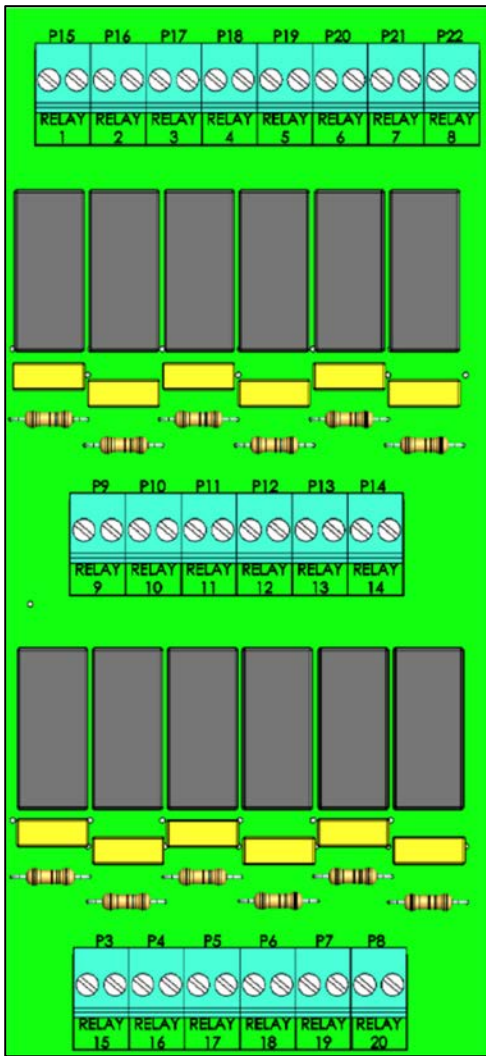 P15 P16 P17 P18 P19 P20 P21 P22
RELAY RELAY RELAY RELAY RELAY RELAY RELAY RELAY
1 2 3 4 5 6 7 8
P9 P10 P11 P12 P13 P14
RELAY RELAY RELAY RELAY RELAY RELAY
9 10 11 12 13 14
P3 P4 P5 P6 P7 P8
RELAY RELAY RELAY RELAY RELAY RELAY
15 16 17 18 19 20